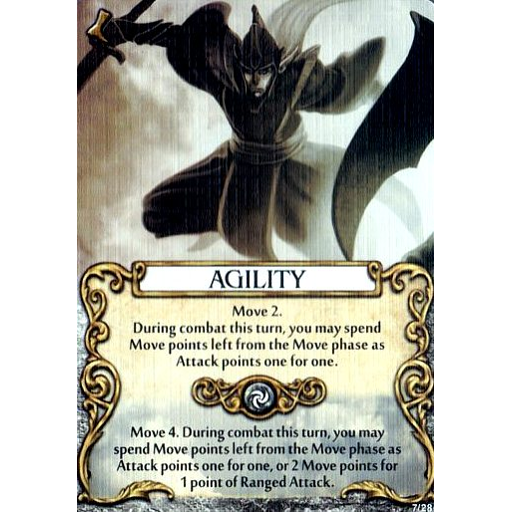 AGILITY
Move 2.
During combat this turn, you may spend
Move points left from the Move phase as
Attack points one for one.
Move 4. During combat this turn, you may
spend Move points left from the Move phase as
Attack points one for one, or 2 Move points for
1 point of Ranged Attack.
7/28